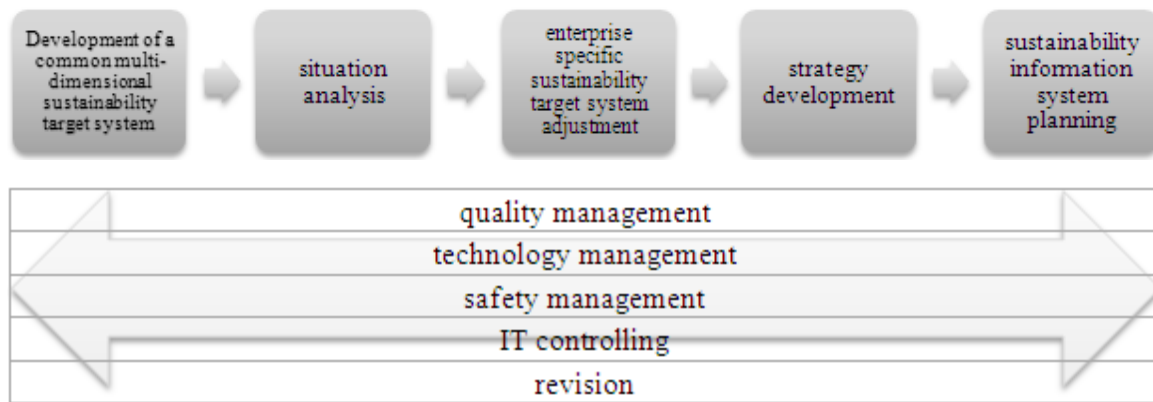 Development of a
common multi-
dimensional
sustainability
target system
situation
analysis
enterprise
specific
sustainability
target system
adjustment
strategy
development
sustainability
information
system
planning
quality management
technology management
safety management
IT controlling
revision